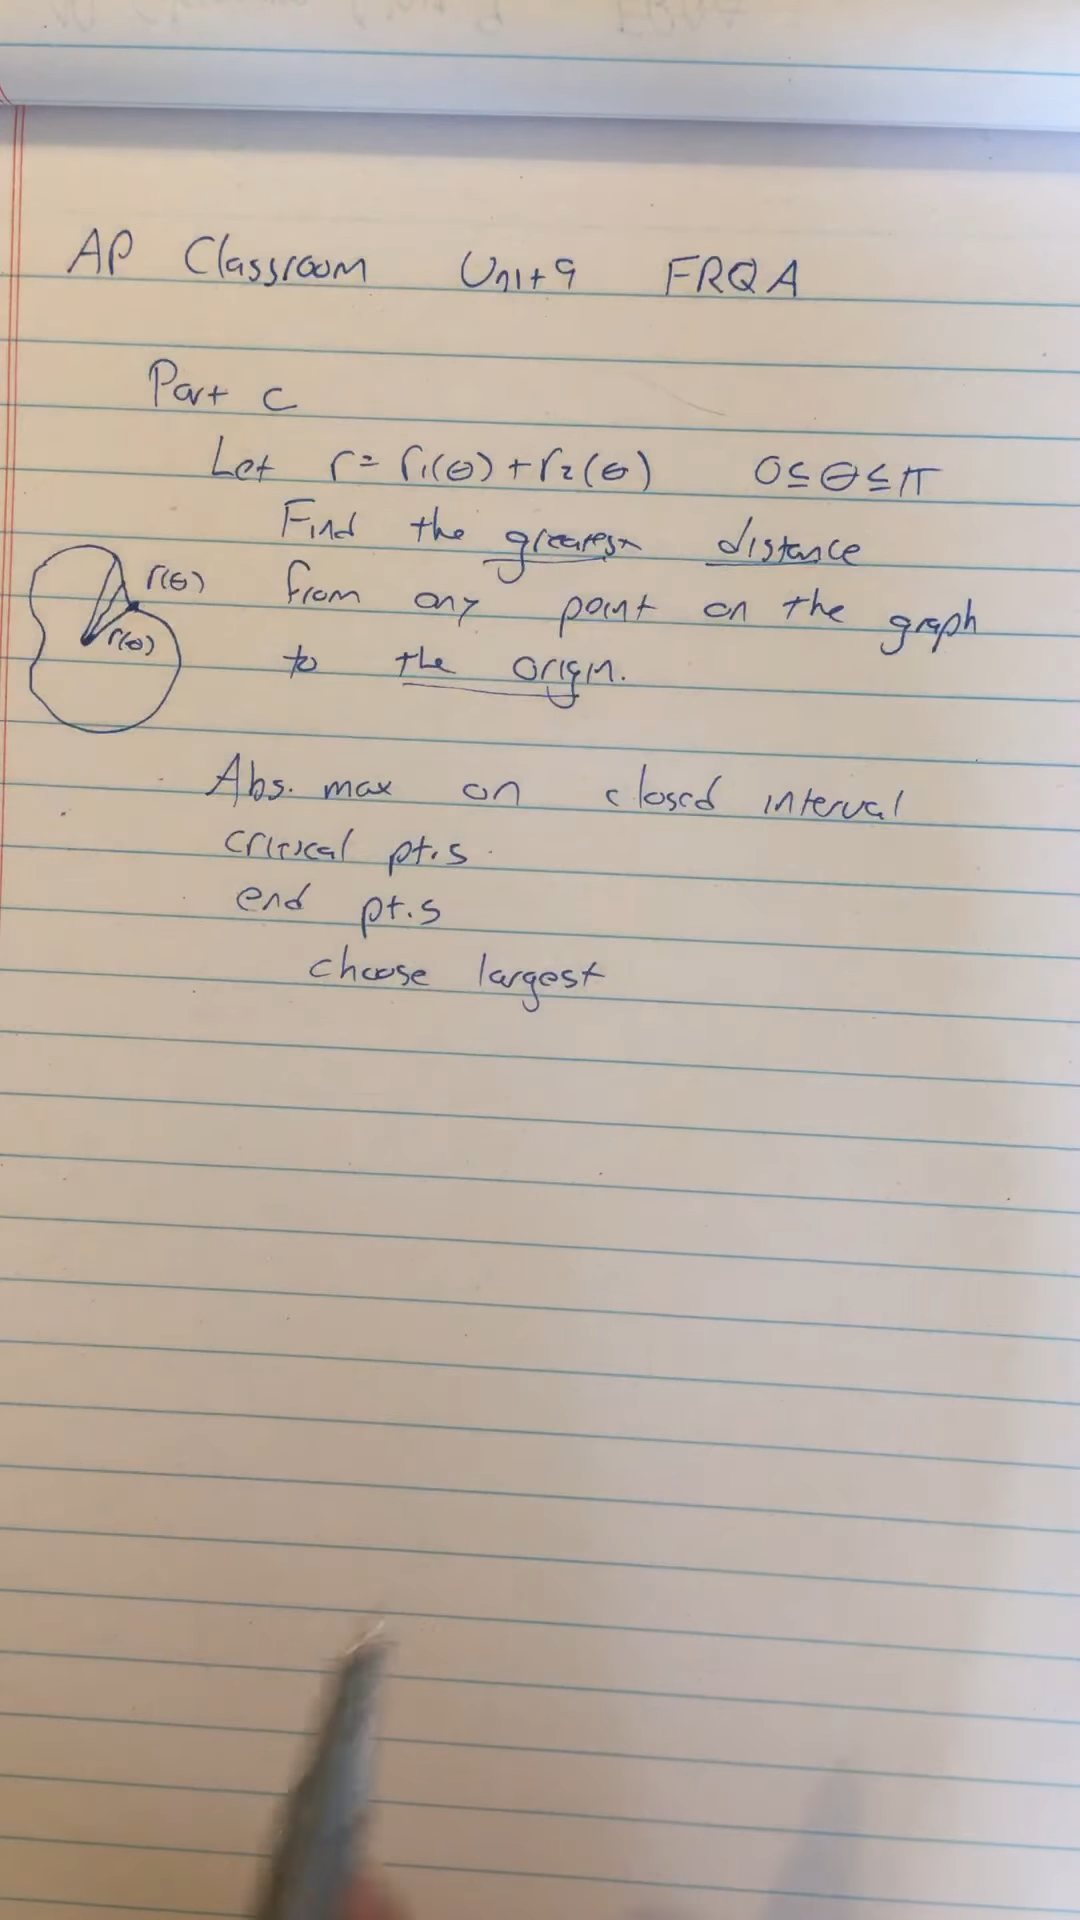 AP Classroom Unit 9 FRQ A
Part C
Let r = r₁(θ) + r₂(θ) 0 ≤ θ ≤ π
Find the greatest distance
from any point on the graph
to the origin.
r(θ)
r(θ)
Abs. max on closed interval
critical pt.s
end pt.s
choose largest